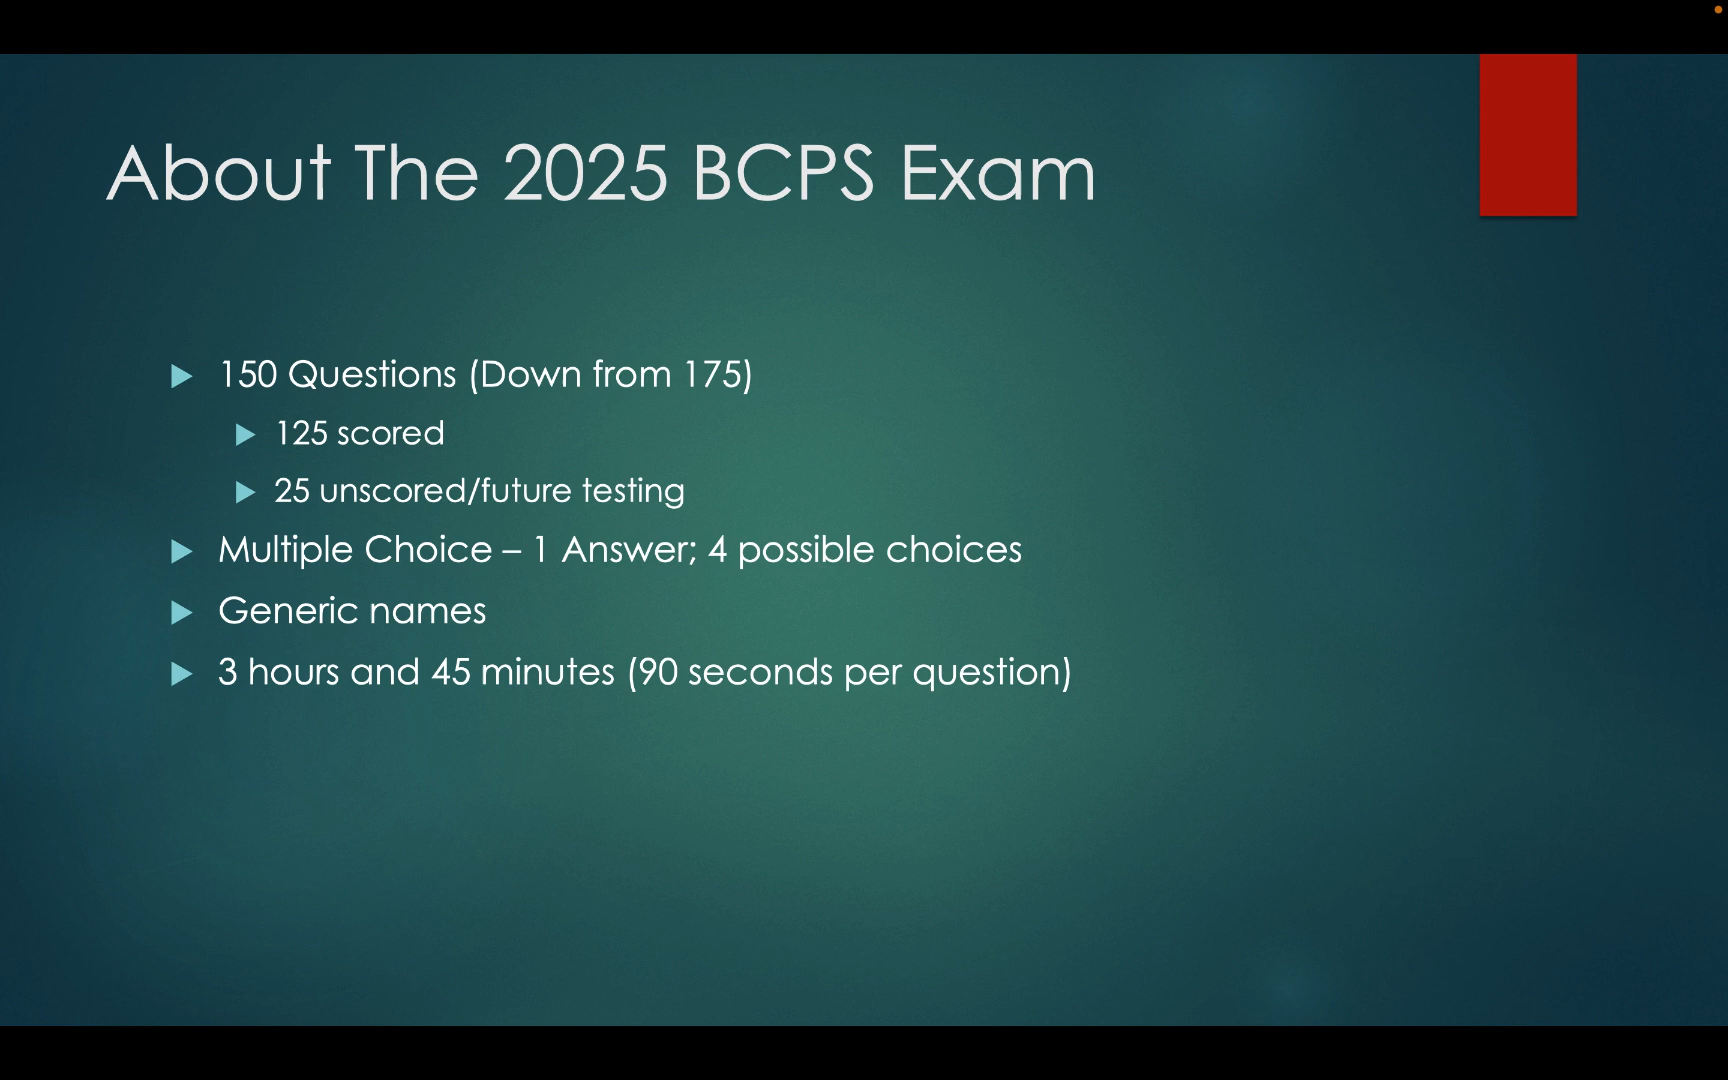 About The 2025 BCPS Exam
150 Questions (Down from 175)
125 scored
25 unscored/future testing
Multiple Choice – 1 Answer; 4 possible choices
Generic names
3 hours and 45 minutes (90 seconds per question)